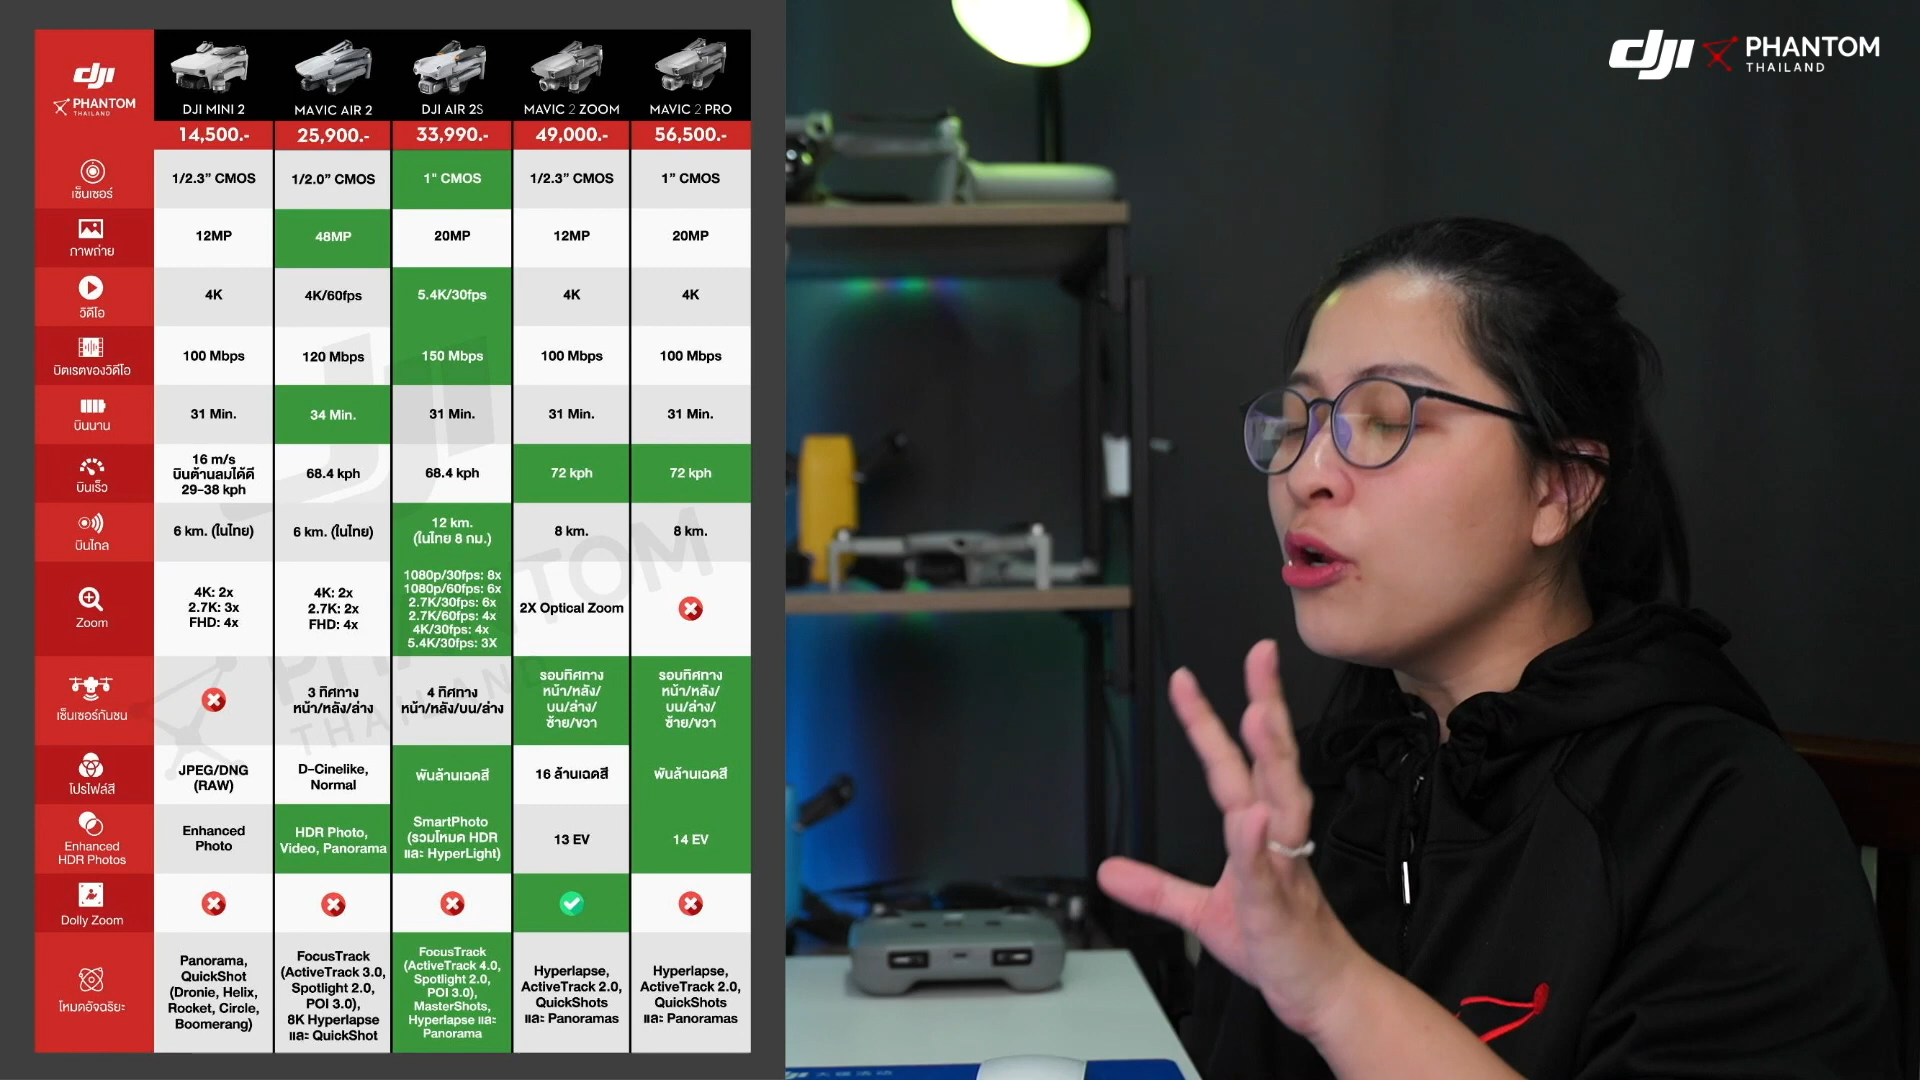 dji
PHANTOM
THAILAND
DJI MINI 2
MAVIC AIR 2
DJI AIR 2S
MAVIC 2 ZOOM
MAVIC 2 PRO
14,500.-
25,900.-
33,990.-
49,000.-
56,500.-
เซ็นเซอร์
1/2.3” CMOS
1/2.0” CMOS
1" CMOS
1/2.3” CMOS
1” CMOS
ภาพถ่าย
12MP
48MP
20MP
12MP
20MP
วิดีโอ
4K
4K/60fps
5.4K/30fps
4K
4K
บิตเรตของวิดีโอ
100 Mbps
120 Mbps
150 Mbps
100 Mbps
100 Mbps
บินนาน
31 Min.
34 Min.
31 Min.
31 Min.
31 Min.
บินเร็ว
16 m/s
บินต้านลมได้ดี
29-38 kph
68.4 kph
68.4 kph
72 kph
72 kph
บินไกล
6 km. (ในไทย)
6 km. (ในไทย)
12 km.
(ในไทย 8 กม.)
8 km.
8 km.
Zoom
4K: 2x
2.7K: 3x
FHD: 4x
4K: 2x
2.7K: 2x
FHD: 4x
1080p/30fps: 8x
1080p/60fps: 6x
2.7K/30fps: 6x
2.7K/60fps: 4x
4K/30fps: 4x
5.4K/30fps: 3X
2X Optical Zoom
เซ็นเซอร์กันชน
3 ทิศทาง
หน้า/หลัง/ล่าง
4 ทิศทาง
หน้า/หลัง/บน/ล่าง
รอบทิศทาง
หน้า/หลัง/
บน/ล่าง/
ซ้าย/ขวา
รอบทิศทาง
หน้า/หลัง/
บน/ล่าง/
ซ้าย/ขวา
โปรไฟล์สี
JPEG/DNG
(RAW)
D-Cinelike,
Normal
พันล้านเฉดสี
16 ล้านเฉดสี
พันล้านเฉดสี
Enhanced
HDR Photos
Enhanced
Photo
HDR Photo,
Video, Panorama
SmartPhoto
(รวมโหมด HDR
และ HyperLight)
13 EV
14 EV
Dolly Zoom
โหมดอัจฉริยะ
Panorama,
QuickShot
(Dronie, Helix,
Rocket, Circle,
Boomerang)
FocusTrack
(ActiveTrack 3.0,
Spotlight 2.0,
POI 3.0),
8K Hyperlapse
และ QuickShot
FocusTrack
(ActiveTrack 4.0,
Spotlight 2.0,
POI 3.0),
MasterShots,
Hyperlapse และ
Panorama
Hyperlapse,
ActiveTrack 2.0,
QuickShots
และ Panoramas
Hyperlapse,
ActiveTrack 2.0,
QuickShots
และ Panoramas
DJI
PHANTOM
THAILAND
dji PHANTOM
THAILAND
dji